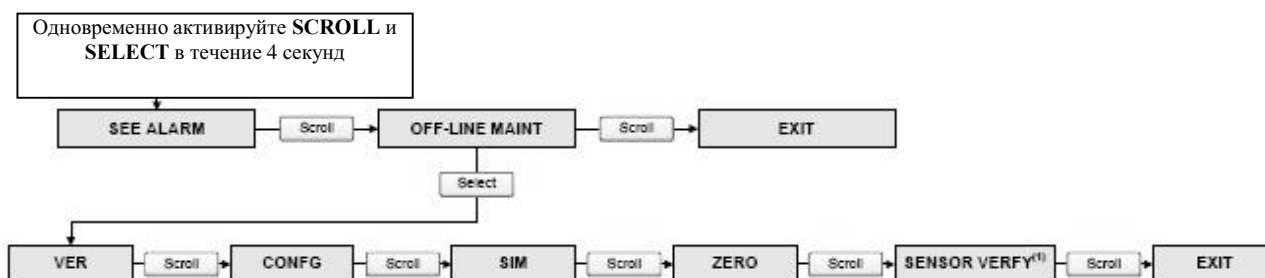 Одновременно активируйте SCROLL и
SELECT в течение 4 секунд
SEE ALARM Scroll OFF-LINE MAINT Scroll EXIT
Select
VER Scroll CONFG Scroll SIM Scroll ZERO Scroll SENSOR VERFY(1) Scroll EXIT